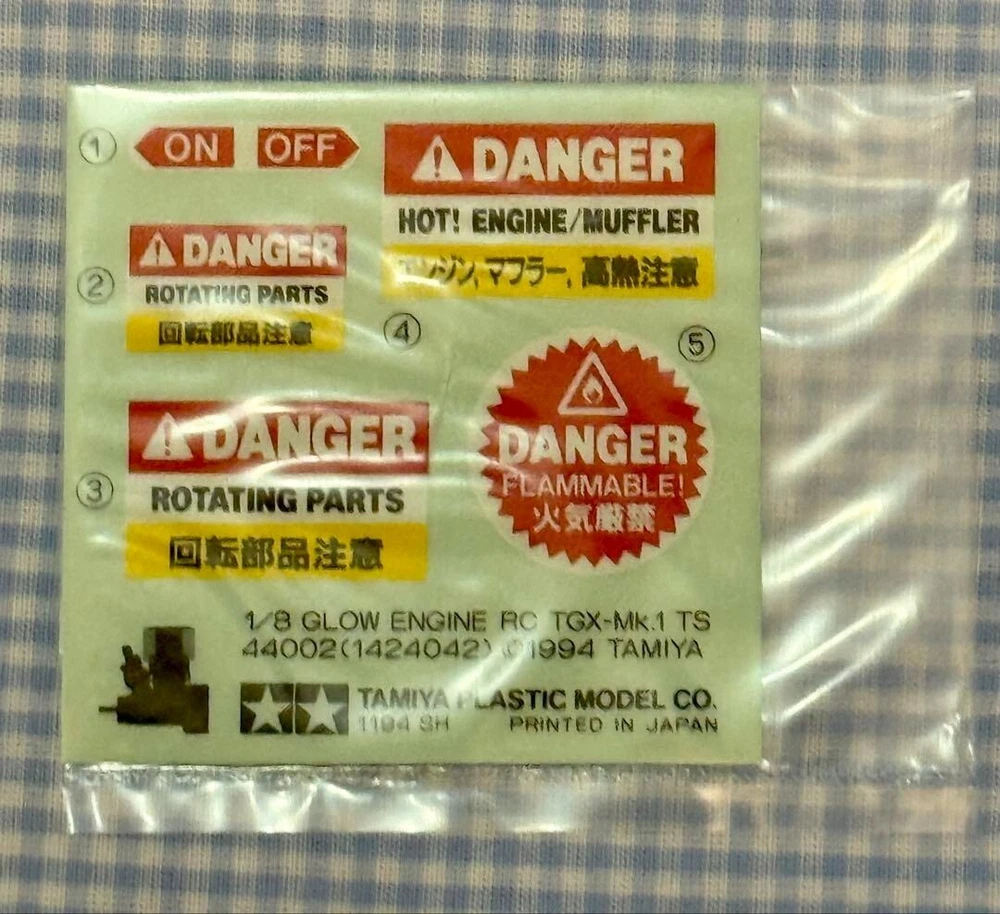 ① ON OFF
⚠ DANGER
HOT! ENGINE/MUFFLER
エンジン,マフラー,高熱注意
④
② ⚠ DANGER
ROTATING PARTS
回転部品注意
③ ⚠ DANGER
ROTATING PARTS
回転部品注意
⑤
DANGER
FLAMMABLE!
火気厳禁
1/8 GLOW ENGINE RC TGX-Mk.1 TS
44002(1424042) ©1994 TAMIYA
TAMIYA PLASTIC MODEL CO.
1194 SH PRINTED IN JAPAN